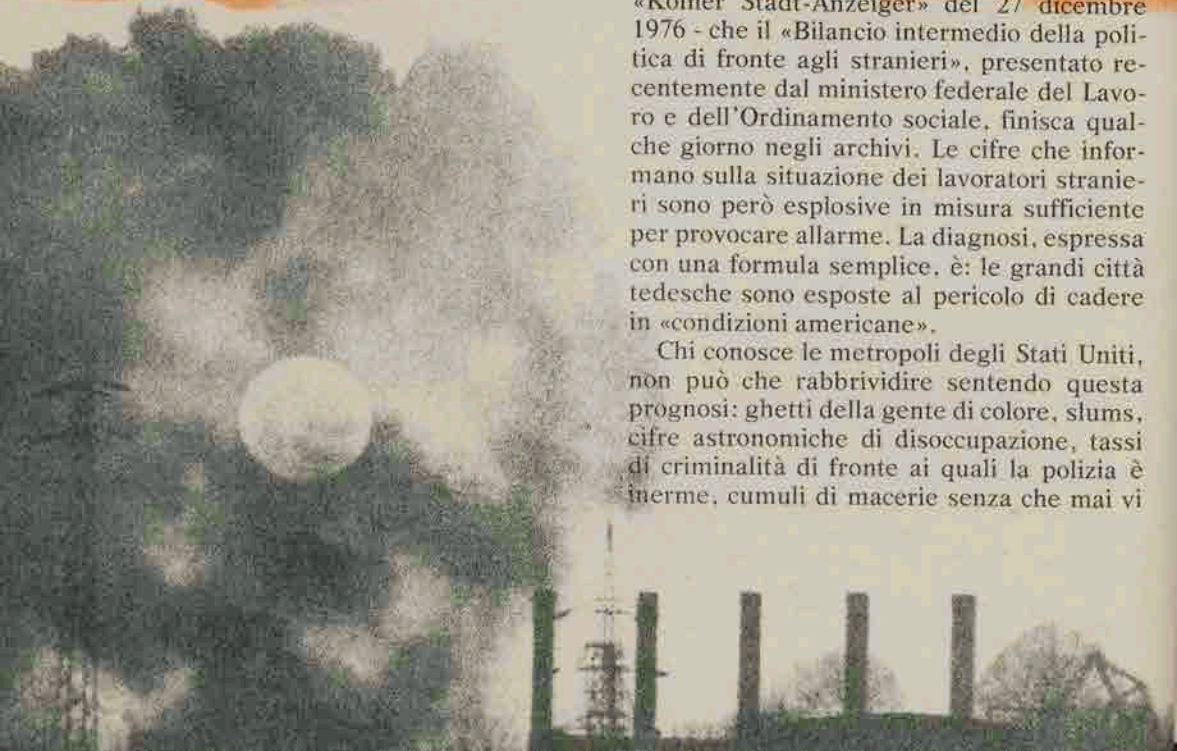 «Kölner Stadt-Anzeiger» del 27 dicembre
1976 - che il «Bilancio intermedio della poli-
tica di fronte agli stranieri», presentato re-
centemente dal ministero federale del Lavo-
ro e dell'Ordinamento sociale, finisca qual-
che giorno negli archivi. Le cifre che infor-
mano sulla situazione dei lavoratori stranie-
ri sono però esplosive in misura sufficiente
per provocare allarme. La diagnosi, espressa
con una formula semplice, è: le grandi città
tedesche sono esposte al pericolo di cadere
in «condizioni americane».
Chi conosce le metropoli degli Stati Uniti,
non può che rabbrividire sentendo questa
prognosi: ghetti della gente di colore, slums,
cifre astronomiche di disoccupazione, tassi
di criminalità di fronte ai quali la polizia è
inerme, cumuli di macerie senza che mai vi